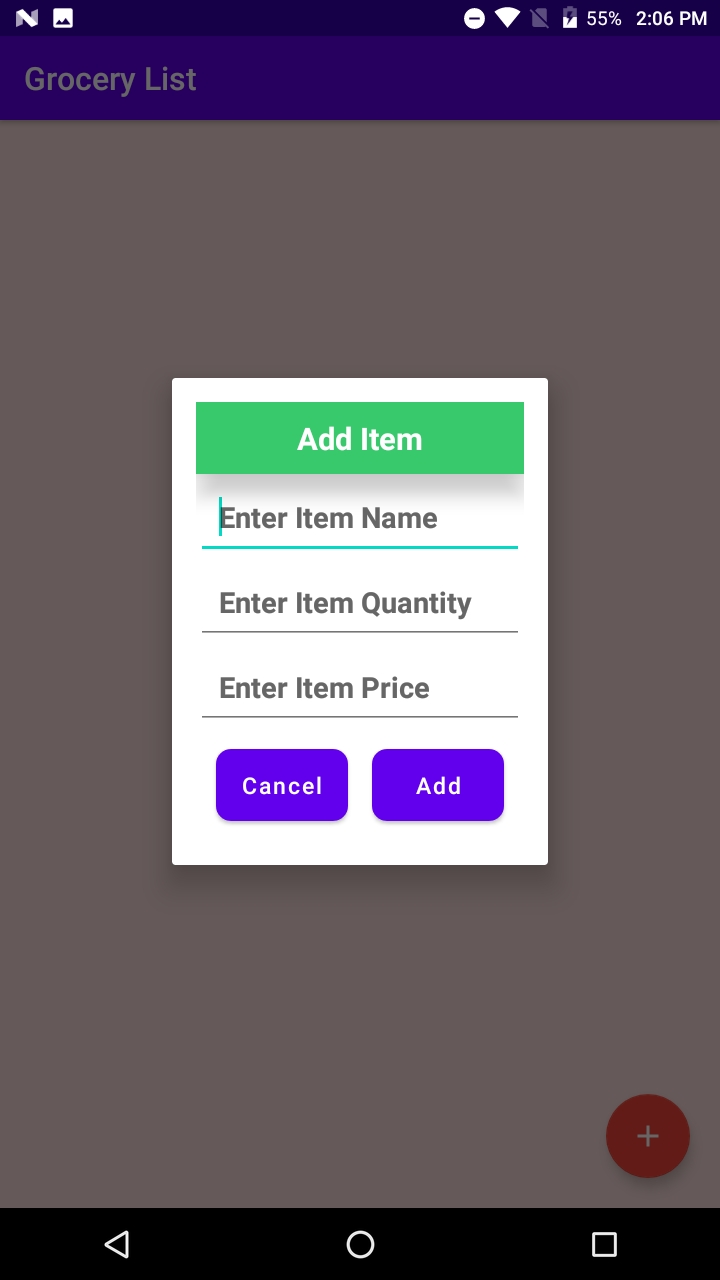 55% 2:06 PM
Grocery List
Add Item
Enter Item Name
Enter Item Quantity
Enter Item Price
Cancel Add